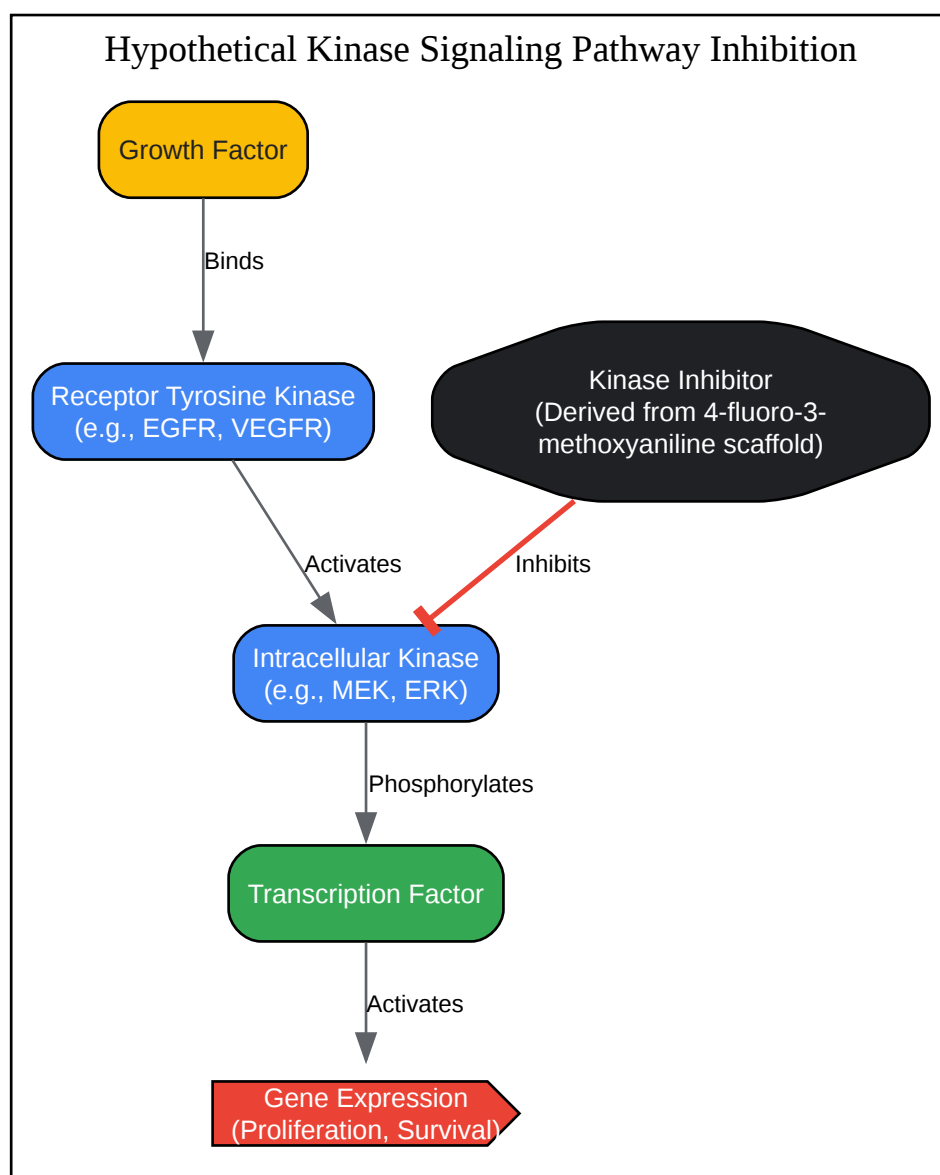 Hypothetical Kinase Signaling Pathway Inhibition
Growth Factor
Binds
Receptor Tyrosine Kinase
(e.g., EGFR, VEGFR)
Kinase Inhibitor
(Derived from 4-fluoro-3-
methoxyaniline scaffold)
Activates
Inhibits
Intracellular Kinase
(e.g., MEK, ERK)
Phosphorylates
Transcription Factor
Activates
Gene Expression
(Proliferation, Survival)